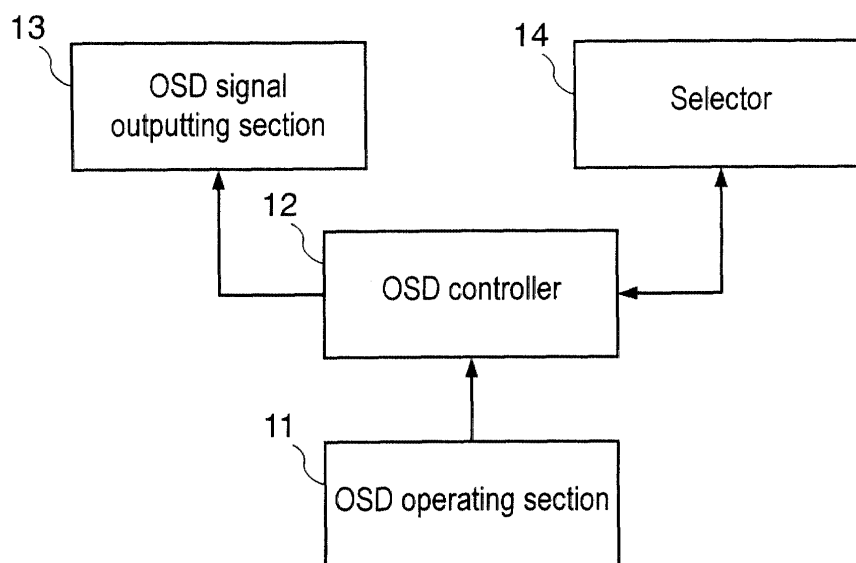 13
OSD signal
outputting section
14
Selector
12
OSD controller
11
OSD operating section